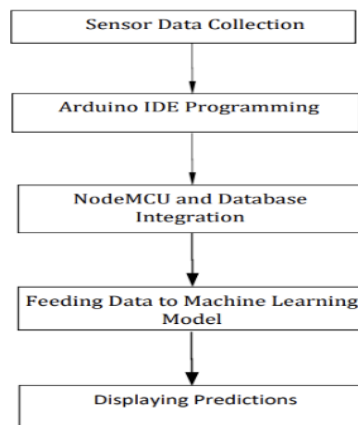 Sensor Data Collection
Arduino IDE Programming
NodeMCU and Database
Integration
Feeding Data to Machine Learning
Model
Displaying Predictions